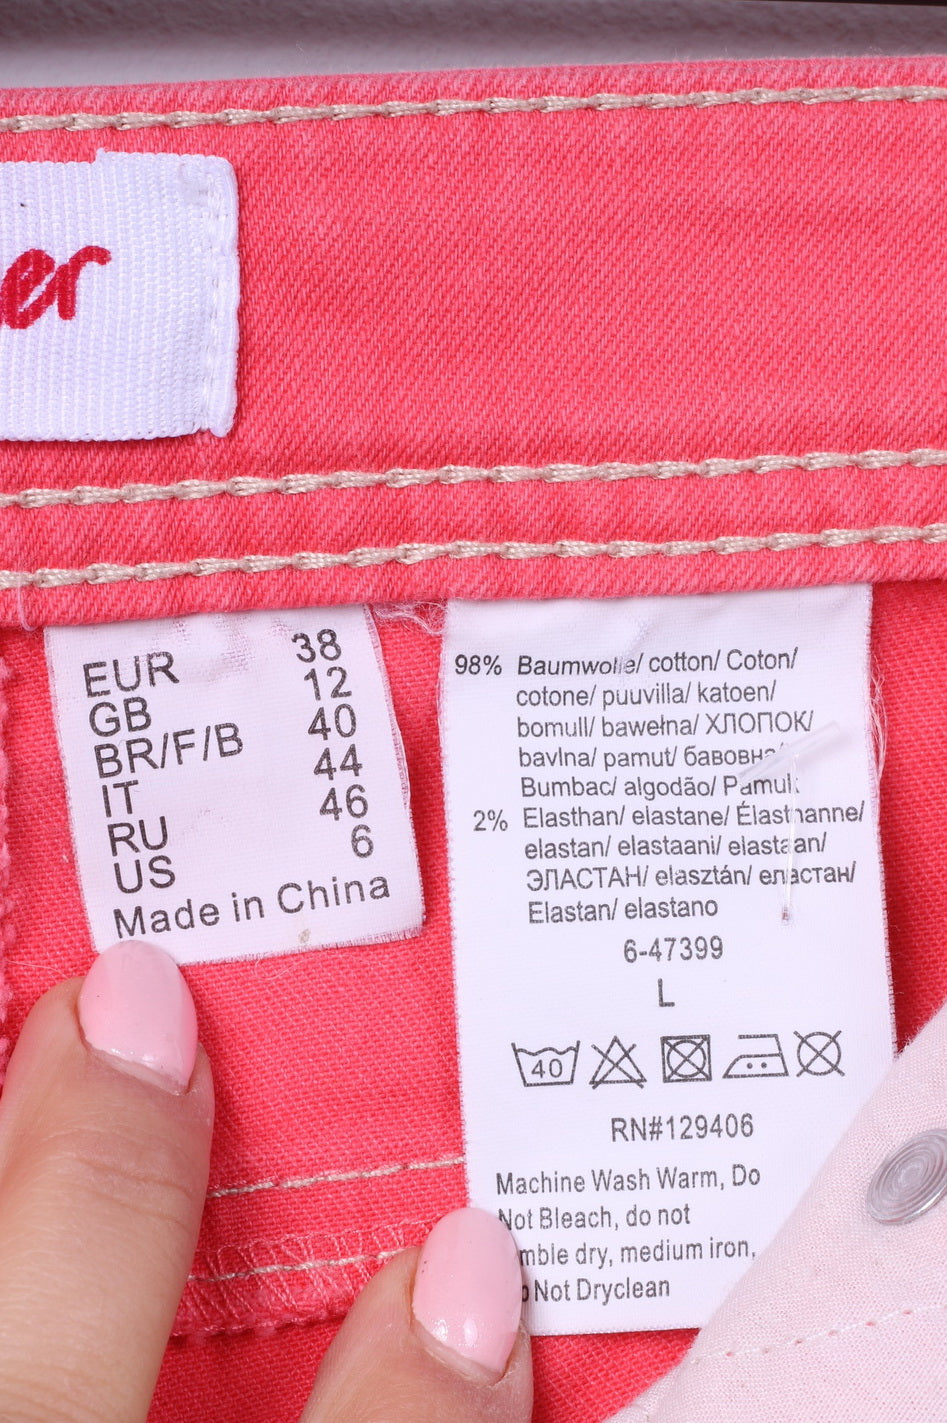 er
EUR 38
GB 12
BR/F/B 40
IT 44
RU 46
US 6
Made in China
98% Baumwolle/ cotton/ Coton/
cotone/ puuvilla/ katoen/
bomull/ bawełna/ ХЛОПОК/
bavlna/ pamut/ бавовна/
Bumbac/ algodão/ Pamuk
2% Elasthan/ elastane/ Élasthanne/
elastan/ elastaani/ elastaan/
ЭЛАСТАН/ elasztán/ еластан/
Elastan/ elastano
6-47399
L
40
RN#129406
Machine Wash Warm, Do
Not Bleach, do not
mble dry, medium iron,
Not Dryclean